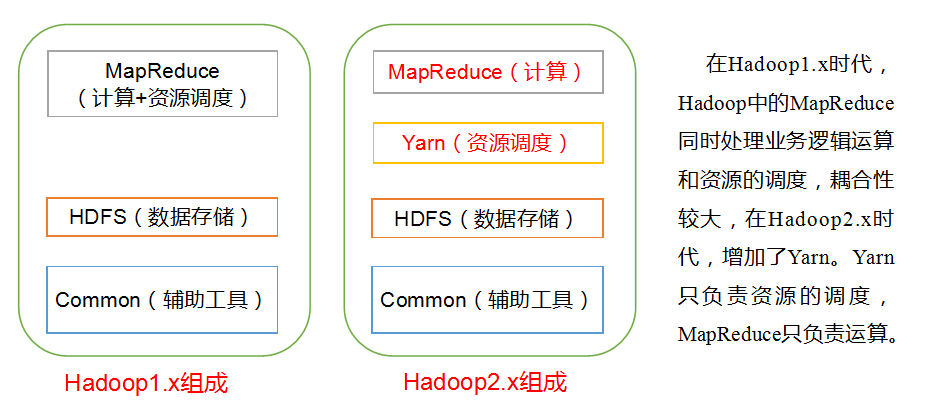 MapReduce
（计算+资源调度）
HDFS（数据存储）
Common（辅助工具）
Hadoop1.x组成
MapReduce（计算）
Yarn（资源调度）
HDFS（数据存储）
Common（辅助工具）
Hadoop2.x组成
在Hadoop1.x时代，
Hadoop中的MapReduce
同时处理业务逻辑运算
和资源的调度，耦合性
较大，在Hadoop2.x时
代，增加了Yarn。Yarn
只负责资源的调度，
MapReduce只负责运算。